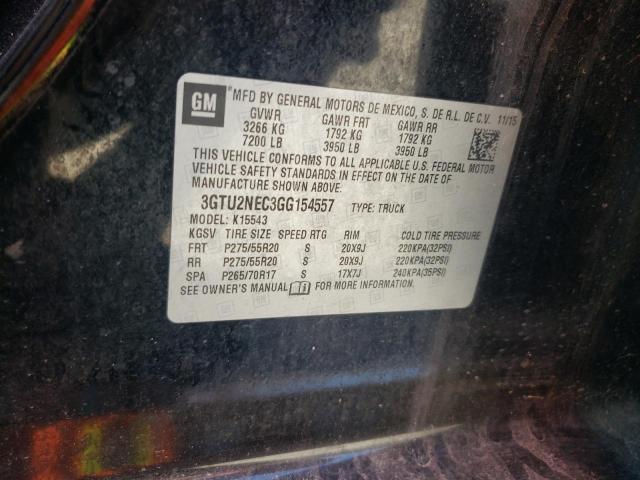 GM
®MFD BY GENERAL MOTORS DE MEXICO, S. DE R.L. DE C.V. 11/15
GVWR GAWR FRT GAWR RR
3266 KG 1792 KG 1792 KG
7200 LB 3950 LB 3950 LB
THIS VEHICLE CONFORMS TO ALL APPLICABLE U.S. FEDERAL MOTOR
VEHICLE SAFETY STANDARDS IN EFFECT ON THE DATE OF
MANUFACTURE SHOWN ABOVE.
3GTU2NEC3GG154557 TYPE: TRUCK
MODEL: K15543
KGSV TIRE SIZE SPEED RTG RIM COLD TIRE PRESSURE
FRT P275/55R20 S 20X9J 220KPA(32PSI)
RR P275/55R20 S 20X9J 220KPA(32PSI)
SPA P265/70R17 S 17X7J 240KPA(35PSI)
SEE OWNER'S MANUAL FOR MORE INFORMATION.